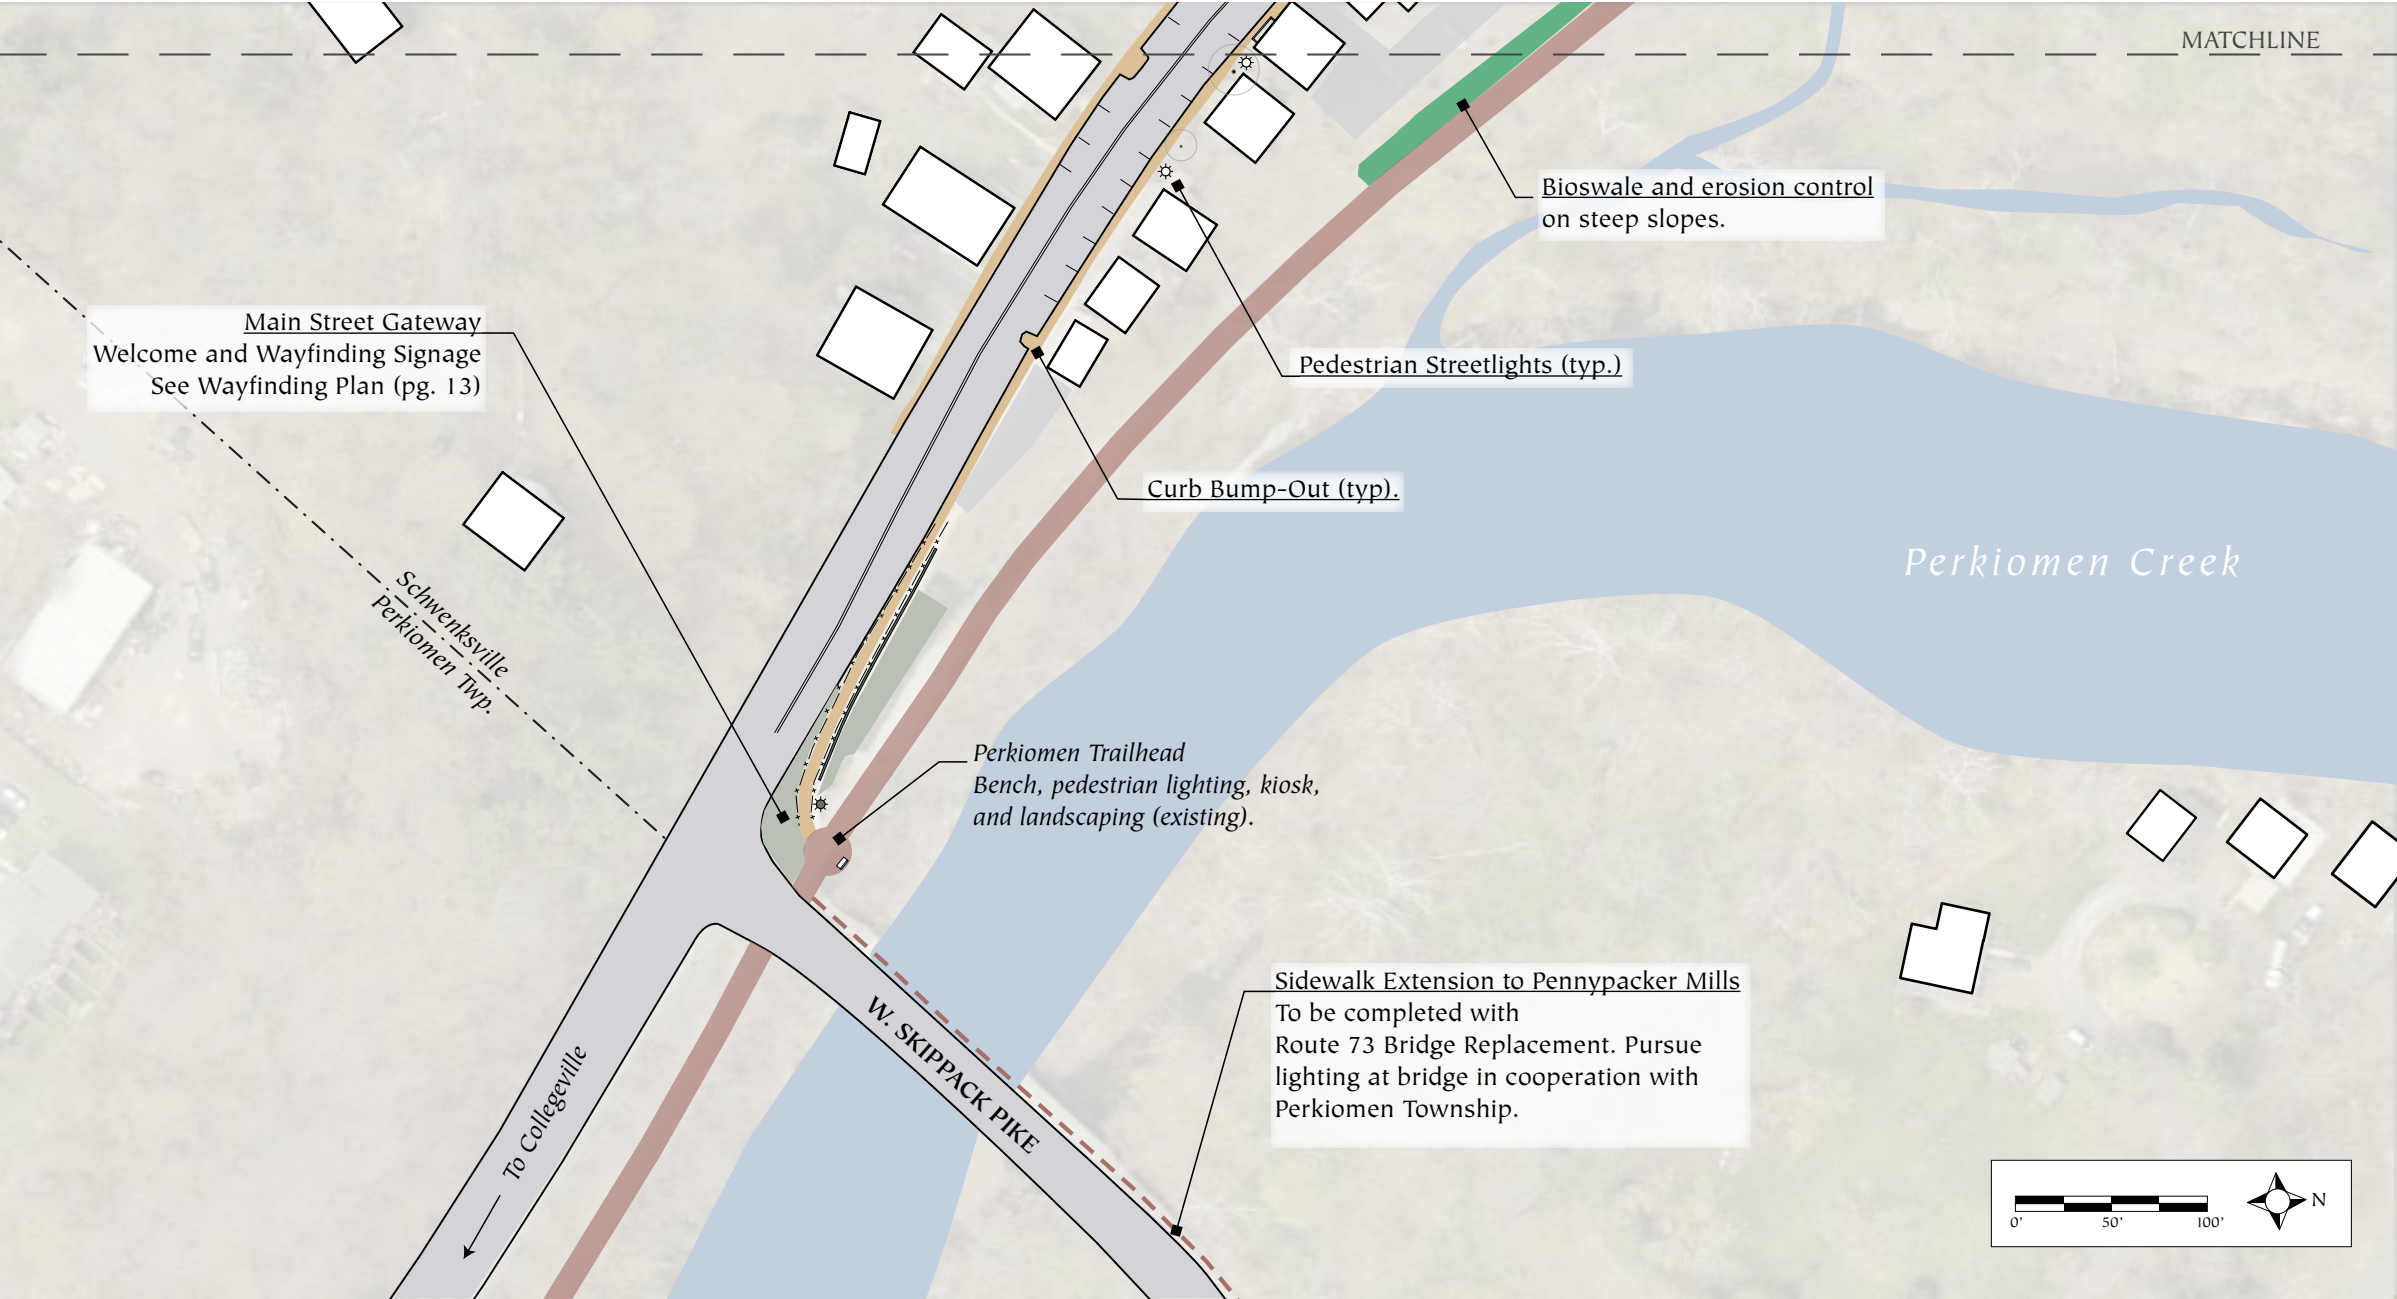 MATCHLINE
Bioswale and erosion control
on steep slopes.
Main Street Gateway
Welcome and Wayfinding Signage
See Wayfinding Plan (pg. 13)
Pedestrian Streetlights (typ.)
Curb Bump-Out (typ).
Perkiomen Creek
Schwenksville
Perkiomen Twp.
Perkiomen Trailhead
Bench, pedestrian lighting, kiosk,
and landscaping (existing).
Sidewalk Extension to Pennypacker Mills
To be completed with
Route 73 Bridge Replacement. Pursue
lighting at bridge in cooperation with
Perkiomen Township.
W. SKIPPACK PIKE
To Collegeville
N
0' 50' 100'